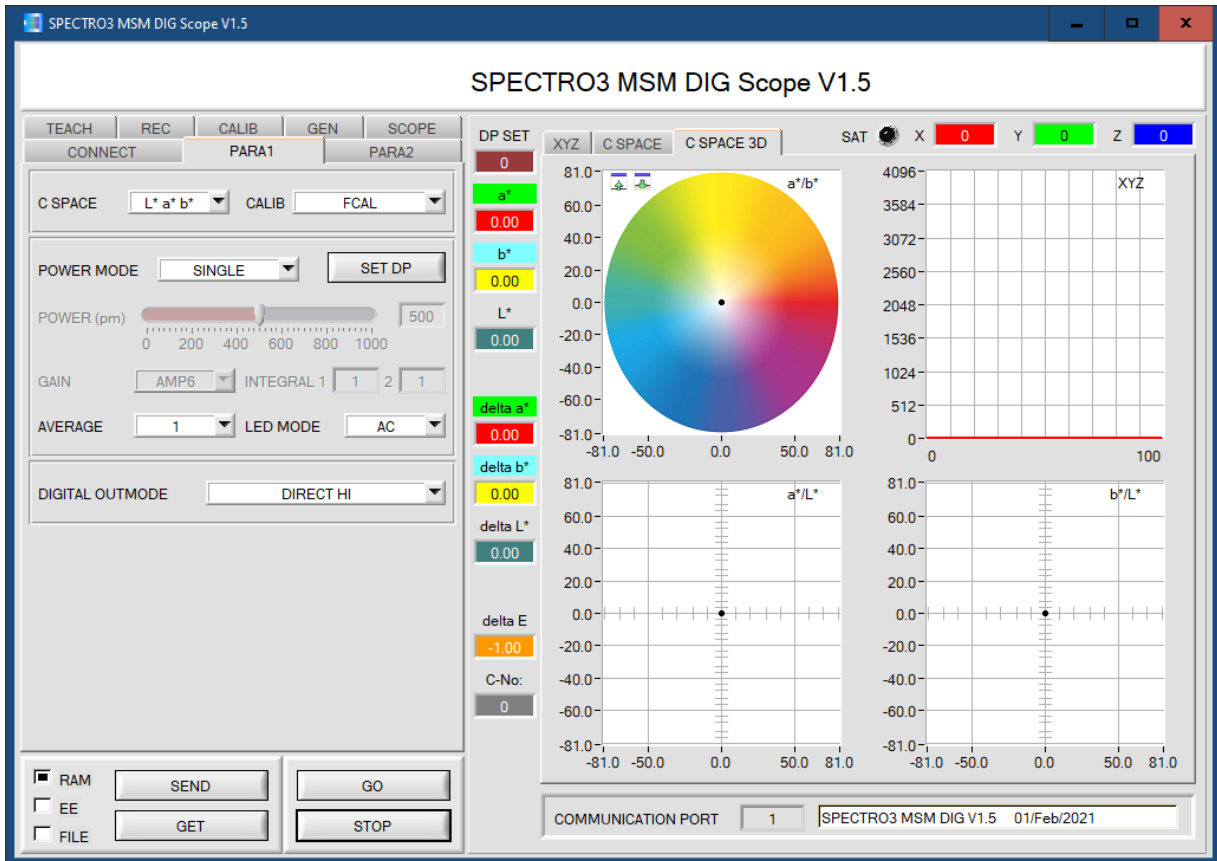 SPECTRO3 MSM DIG Scope V1.5
SPECTRO3 MSM DIG Scope V1.5
TEACH REC CALIB GEN SCOPE
CONNECT PARA1 PARA2
C SPACE L* a* b* CALIB FCAL
POWER MODE SINGLE SET DP
POWER (pm) 500
0 200 400 600 800 1000
GAIN AMP6 INTEGRAL 1 1 2 1
AVERAGE 1 LED MODE AC
DIGITAL OUTMODE DIRECT HI
RAM
EE
FILE
SEND
GET
GO
STOP
DP SET
0
a*
0.00
b*
0.00
L*
0.00
delta a*
0.00
delta b*
0.00
delta L*
0.00
delta E
-1.00
C-No:
0
XYZ C SPACE C SPACE 3D
SAT X 0 Y 0 Z 0
a*/b*
81.0
60.0
40.0
20.0
0.0
-20.0
-40.0
-60.0
-81.0
-81.0 -50.0 0.0 50.0 81.0
XYZ
4096
3584
3072
2560
2048
1536
1024
512
0
0 100
a*/L*
81.0
60.0
40.0
20.0
0.0
-20.0
-40.0
-60.0
-81.0
-81.0 -50.0 0.0 50.0 81.0
b*/L*
81.0
60.0
40.0
20.0
0.0
-20.0
-40.0
-60.0
-81.0
-81.0 -50.0 0.0 50.0 81.0
COMMUNICATION PORT 1 SPECTRO3 MSM DIG V1.5 01/Feb/2021